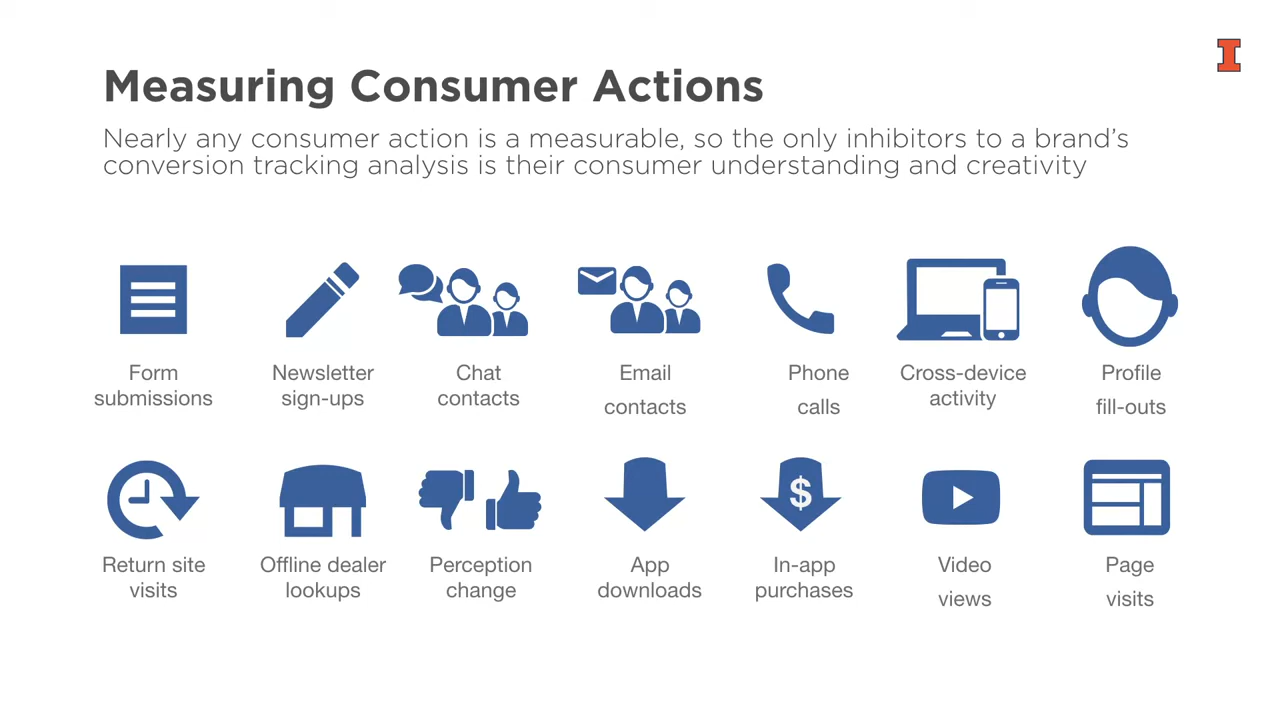 Measuring Consumer Actions
Nearly any consumer action is a measurable, so the only inhibitors to a brand's
conversion tracking analysis is their consumer understanding and creativity
Form
submissions
Newsletter
sign-ups
Chat
contacts
Email
contacts
Phone
calls
Cross-device
activity
Profile
fill-outs
$
Return site
visits
Offline dealer
lookups
Perception
change
App
downloads
In-app
purchases
Video
views
Page
visits